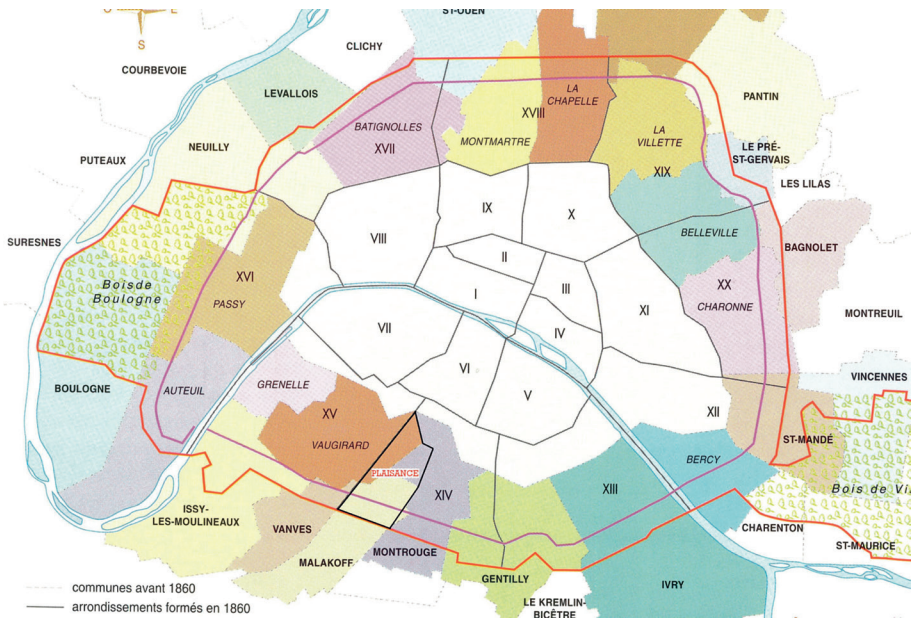 O
E
S
ST-OUEN
CLICHY
COURBEVOIE
LEVALLOIS
LA
CHAPELLE
PANTIN
BATIGNOLLES
XVII
XVIII
MONTMARTRE
LA
VILLETTE
NEUILLY
LE PRÉ-
ST-GERVAIS
PUTEAUX
XIX
LES LILAS
IX
X
SURESNES
VIII
BELLEVILLE
BAGNOLET
II
XVI
Bois de
Boulogne
PASSY
I
III
XX
CHARONNE
XI
MONTREUIL
VII
IV
VI
BOULOGNE
AUTEUIL
GRENELLE
V
VINCENNES
XV
XII
VAUGIRARD
ST-MANDÉ
BERCY
PLAISANCE
XIV
XIII
Bois de Vi
ISSY-
LES-MOULINEAUX
VANVES
CHARENTON
MALAKOFF
MONTROUGE
ST-MAURICE
GENTILLY
IVRY
LE KREMLIN-
BICÊTRE
communes avant 1860
arrondissements formés en 1860